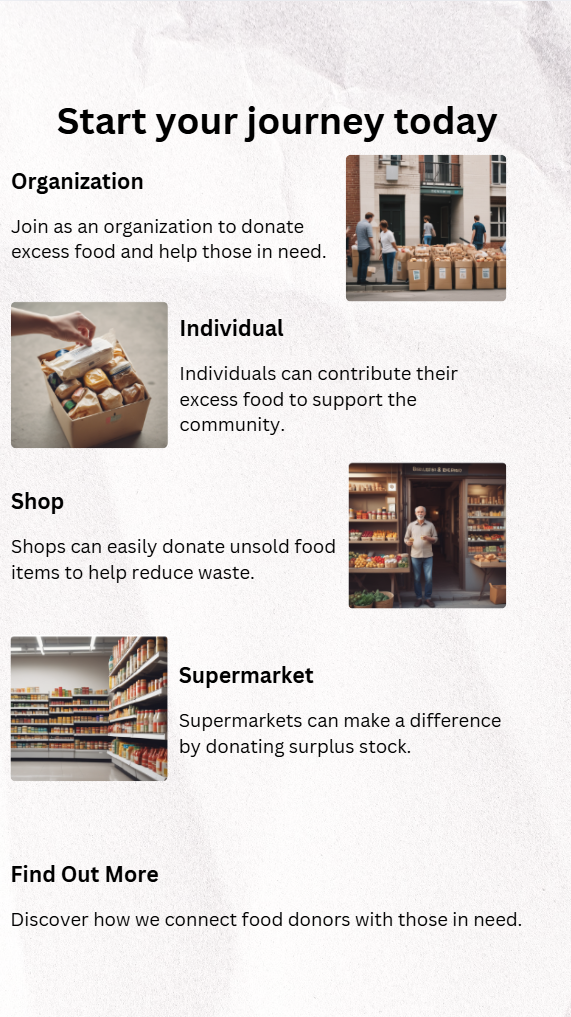 Start your journey today
Organization
Join as an organization to donate
excess food and help those in need.
Individual
Individuals can contribute their
excess food to support the
community.
Shop
Shops can easily donate unsold food
items to help reduce waste.
Supermarket
Supermarkets can make a difference
by donating surplus stock.
Find Out More
Discover how we connect food donors with those in need.